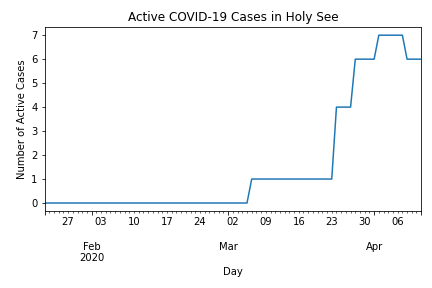 Active COVID-19 Cases in Holy See
Number of Active Cases
7
6
5
4
3
2
1
0
27 03 10 17 24 02 09 16 23 30 06
Feb Mar Apr
2020
Day